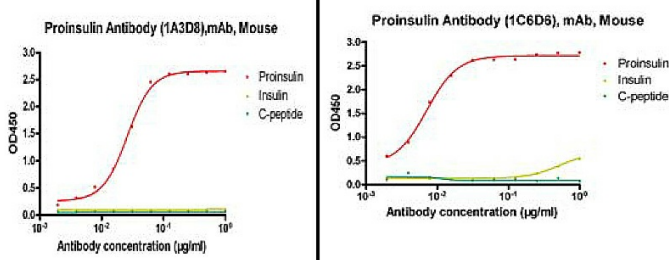 Proinsulin Antibody (1A3D8),mAb, Mouse
3.0
2.5
2.0
1.5
1.0
0.5
0.0
OD450
10-3
10-2
10-1
100
Antibody concentration (µg/ml)
Proinsulin
Insulin
C-peptide
Proinsulin Antibody (1C6D6), mAb, Mouse
3.0
2.5
2.0
1.5
1.0
0.5
0.0
OD450
10-3
10-2
10-1
100
Antibody concentration (µg/ml)
Proinsulin
Insulin
C-peptide